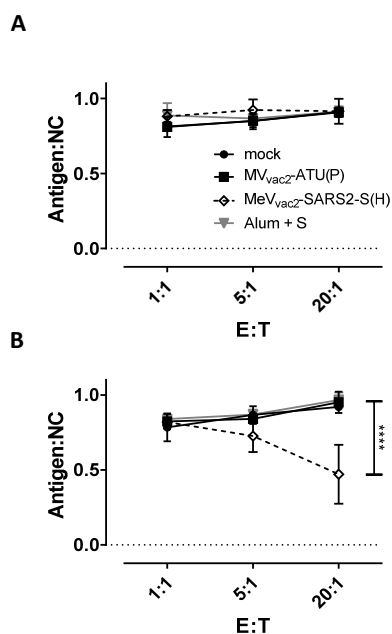 A
Antigen:NC
1.0
0.5
0.0
mock
MVvac2-ATU(P)
MeVvac2-SARS2-S(H)
Alum + S
1:1
5:1
20:1
E:T
B
Antigen:NC
1.0
0.5
0.0
****
1:1
5:1
20:1
E:T